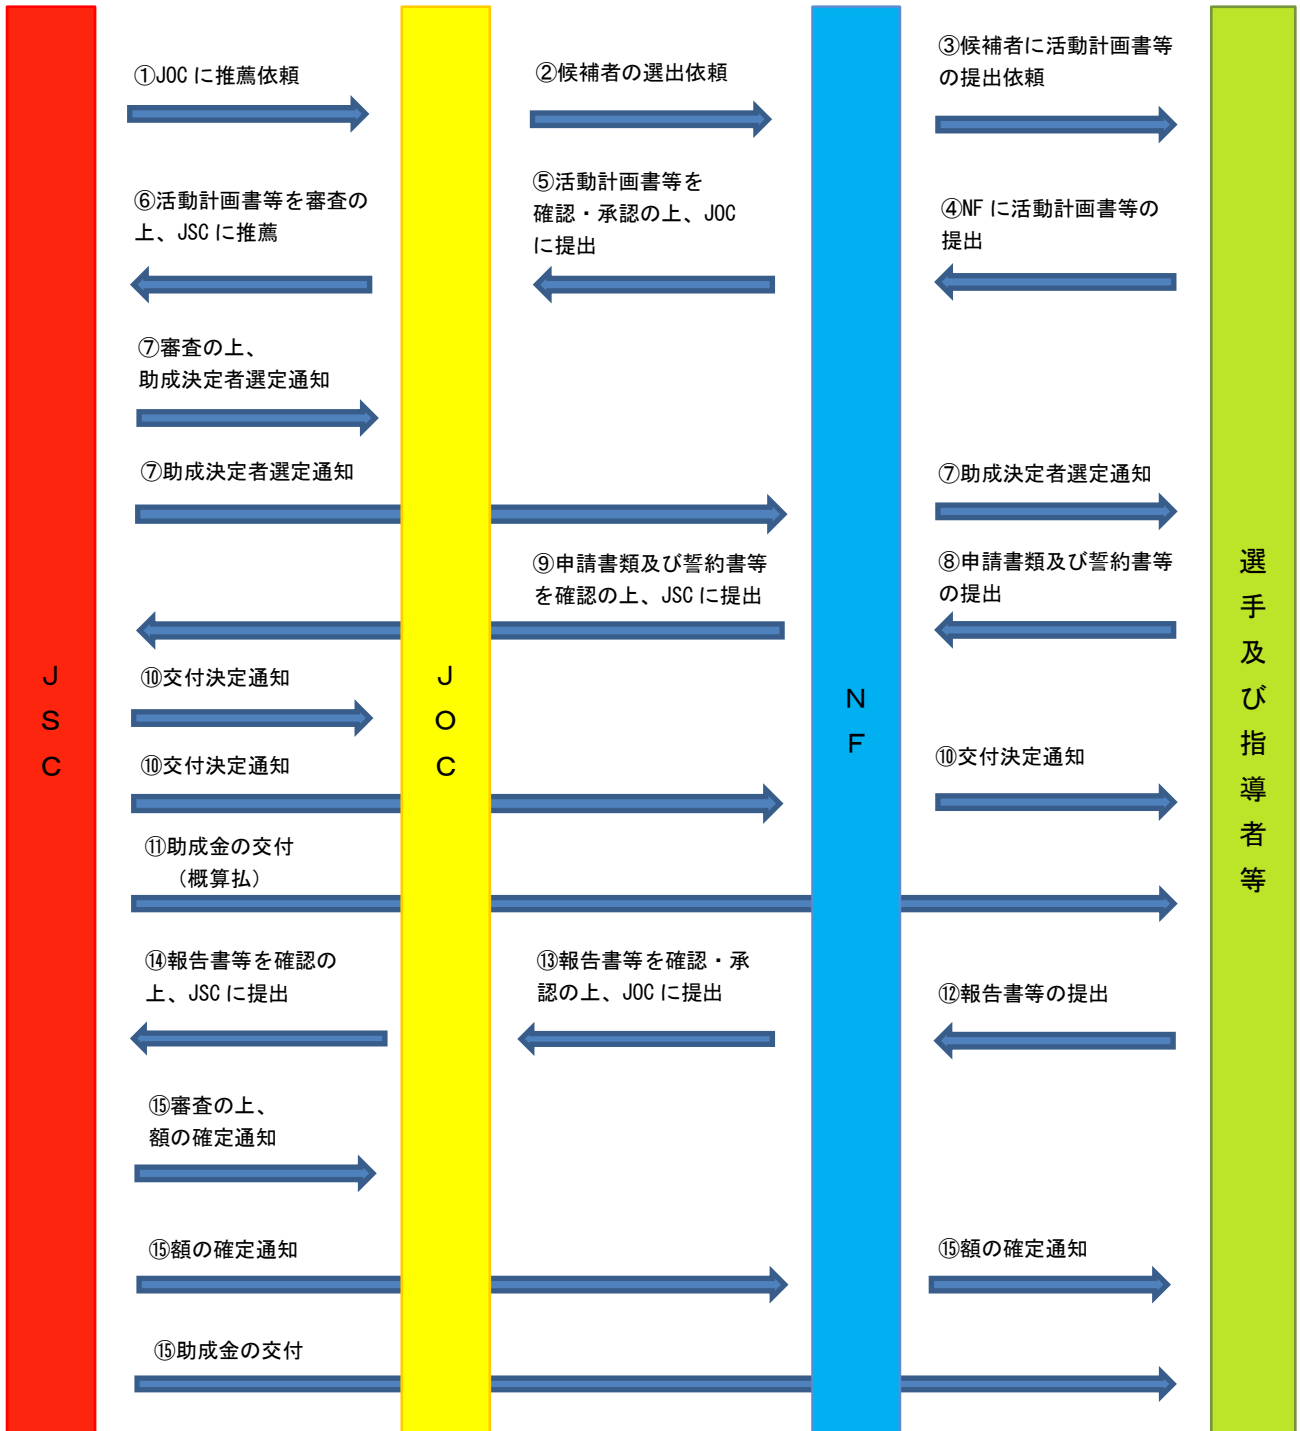 ①JOC に推薦依頼
②候補者の選出依頼
③候補者に活動計画書等
の提出依頼
⑥活動計画書等を審査の
上、JSC に推薦
⑤活動計画書等を
確認・承認の上、JOC
に提出
④NF に活動計画書等の
提出
⑦審査の上、
助成決定者選定通知
⑦助成決定者選定通知
⑦助成決定者選定通知
⑨申請書類及び誓約書等
を確認の上、JSC に提出
⑧申請書類及び誓約書等
の提出
⑩交付決定通知
⑩交付決定通知
⑩交付決定通知
⑪助成金の交付
（概算払）
⑭報告書等を確認の
上、JSC に提出
⑬報告書等を確認・承
認の上、JOC に提出
⑫報告書等の提出
⑮審査の上、
額の確定通知
⑮額の確定通知
⑮額の確定通知
⑮助成金の交付
JSC
JOC
NF
選手及び指導者等